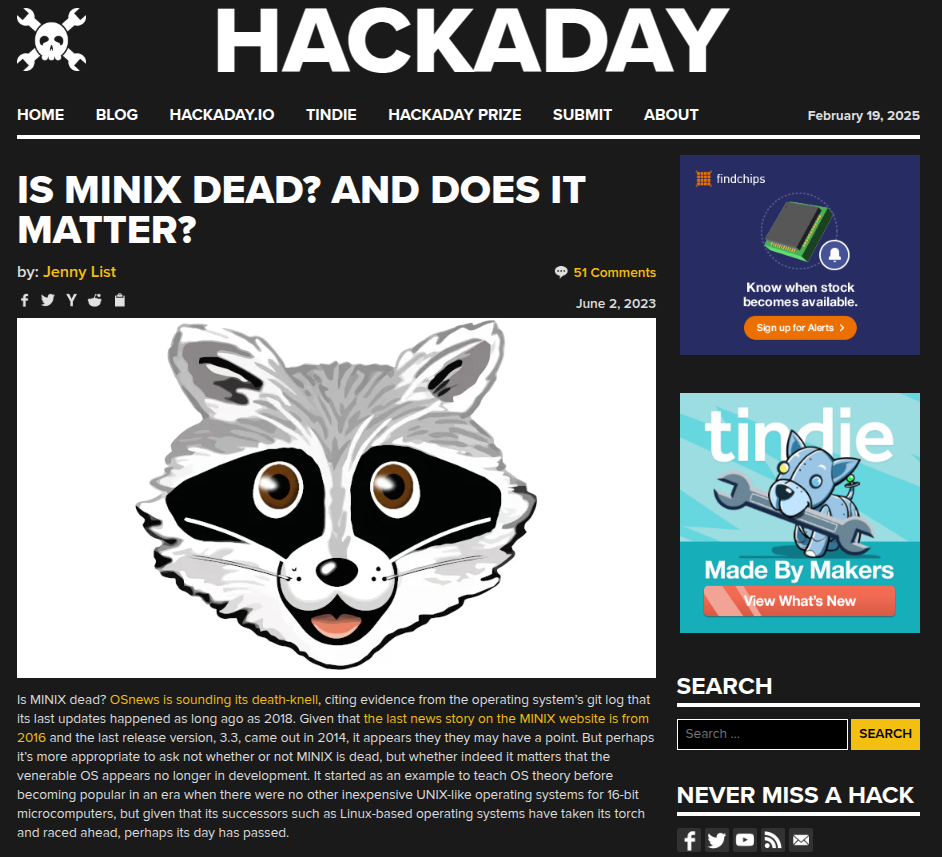 HACKADAY
HOME BLOG HACKADAY.IO TINDIE HACKADAY PRIZE SUBMIT ABOUT February 19, 2025
IS MINIX DEAD? AND DOES IT
MATTER?
by: Jenny List
51 Comments
June 2, 2023
Is MINIX dead? OSnews is sounding its death-knell, citing evidence from the operating system's git log that
its last updates happened as long ago as 2018. Given that the last news story on the MINIX website is from
2016 and the last release version, 3.3, came out in 2014, it appears they they may have a point. But perhaps
it's more appropriate to ask not whether or not MINIX is dead, but whether indeed it matters that the
venerable OS appears no longer in development. It started as an example to teach OS theory before
becoming popular in an era when there were no other inexpensive UNIX-like operating systems for 16-bit
microcomputers, but given that its successors such as Linux-based operating systems have taken its torch
and raced ahead, perhaps its day has passed.
findchips
Know when stock
becomes available.
Sign up for Alerts
tindie
Made By Makers
View What's New
SEARCH
Search ...
SEARCH
NEVER MISS A HACK